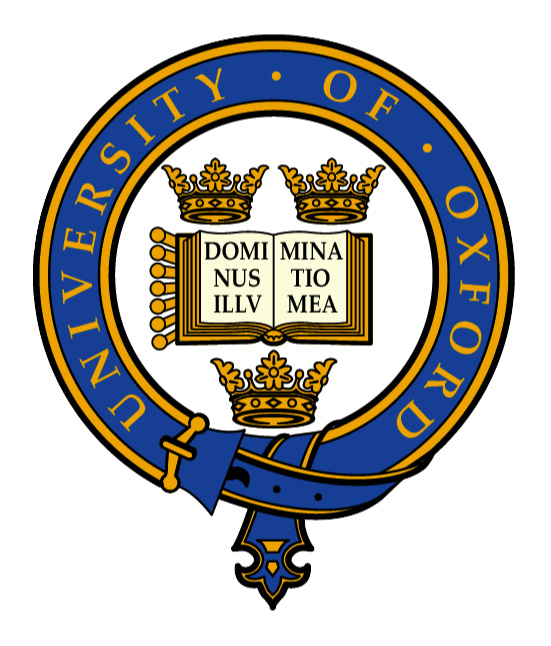 UNIVERSITY · OF · OXFORD
DOMI
NUS
ILLV
MINA
TIO
MEA